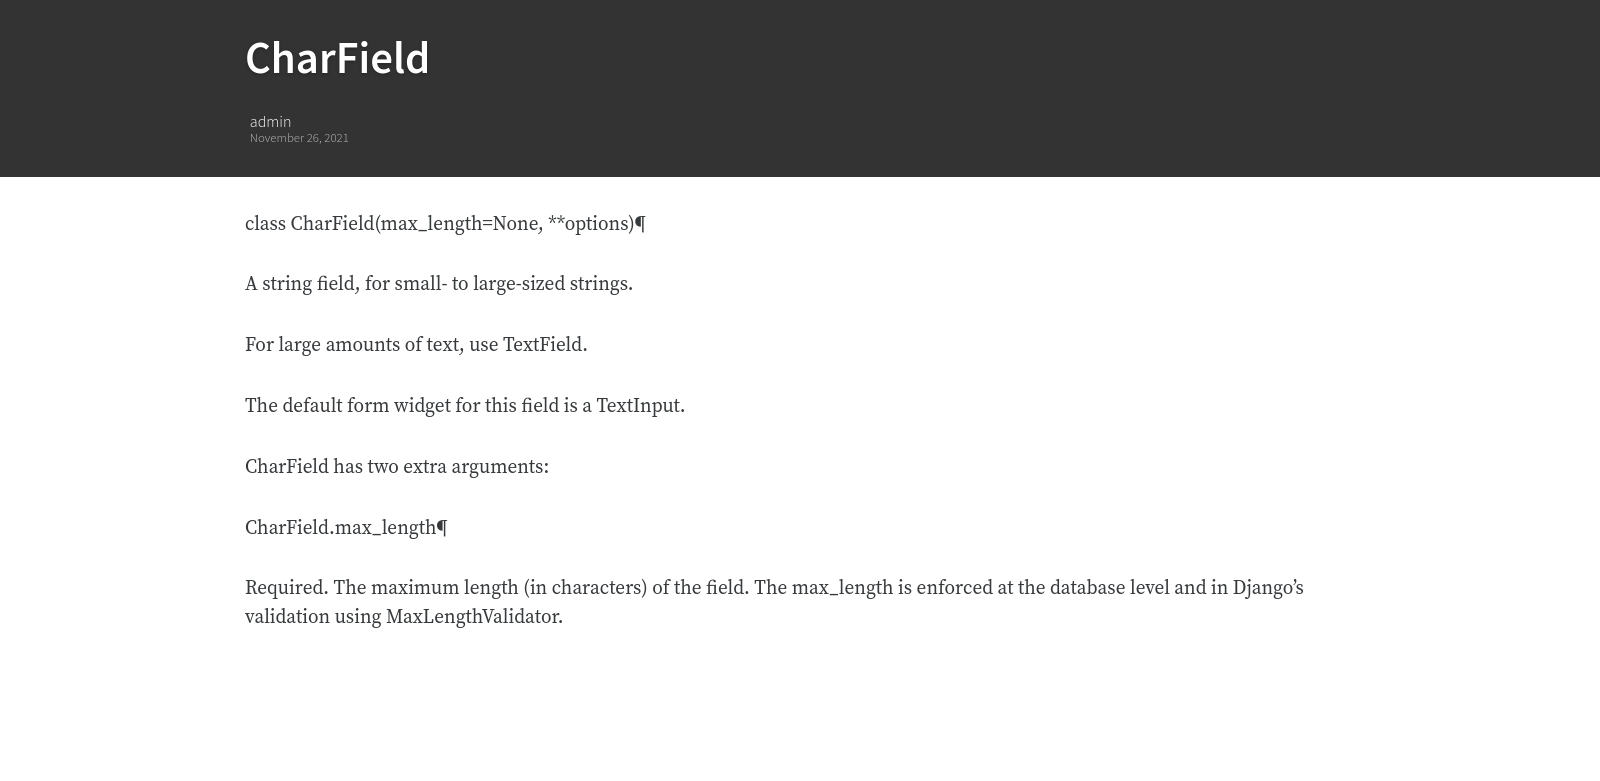 CharField
admin
November 26, 2021
class CharField(max_length=None, **options)¶
A string field, for small- to large-sized strings.
For large amounts of text, use TextField.
The default form widget for this field is a TextInput.
CharField has two extra arguments:
CharField.max_length¶
Required. The maximum length (in characters) of the field. The max_length is enforced at the database level and in Django’s
validation using MaxLengthValidator.